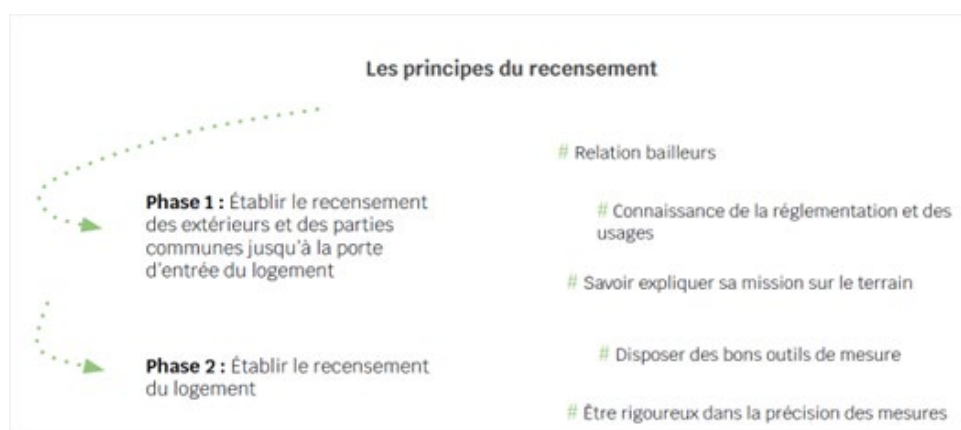 Les principes du recensement
Phase 1 : Établir le recensement
des extérieurs et des parties
communes jusqu'à la porte
d'entrée du logement
Phase 2 : Établir le recensement
du logement
# Relation bailleurs
# Connaissance de la réglementation et des
usages
# Savoir expliquer sa mission sur le terrain
# Disposer des bons outils de mesure
# Être rigoureux dans la précision des mesures